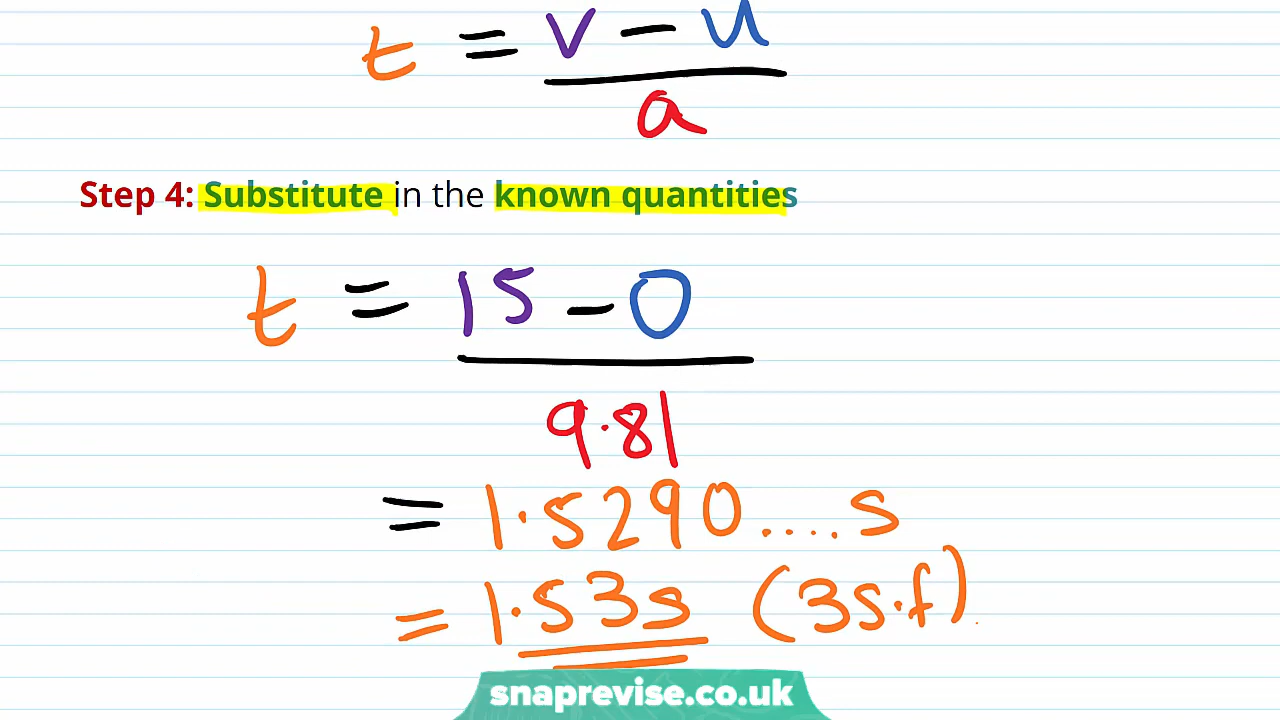 t = v - u
a
Step 4: Substitute in the known quantities
t = 15 - 0
9.81
= 1.5290....s
= 1.53s (3s.f)
snaprevise.co.uk